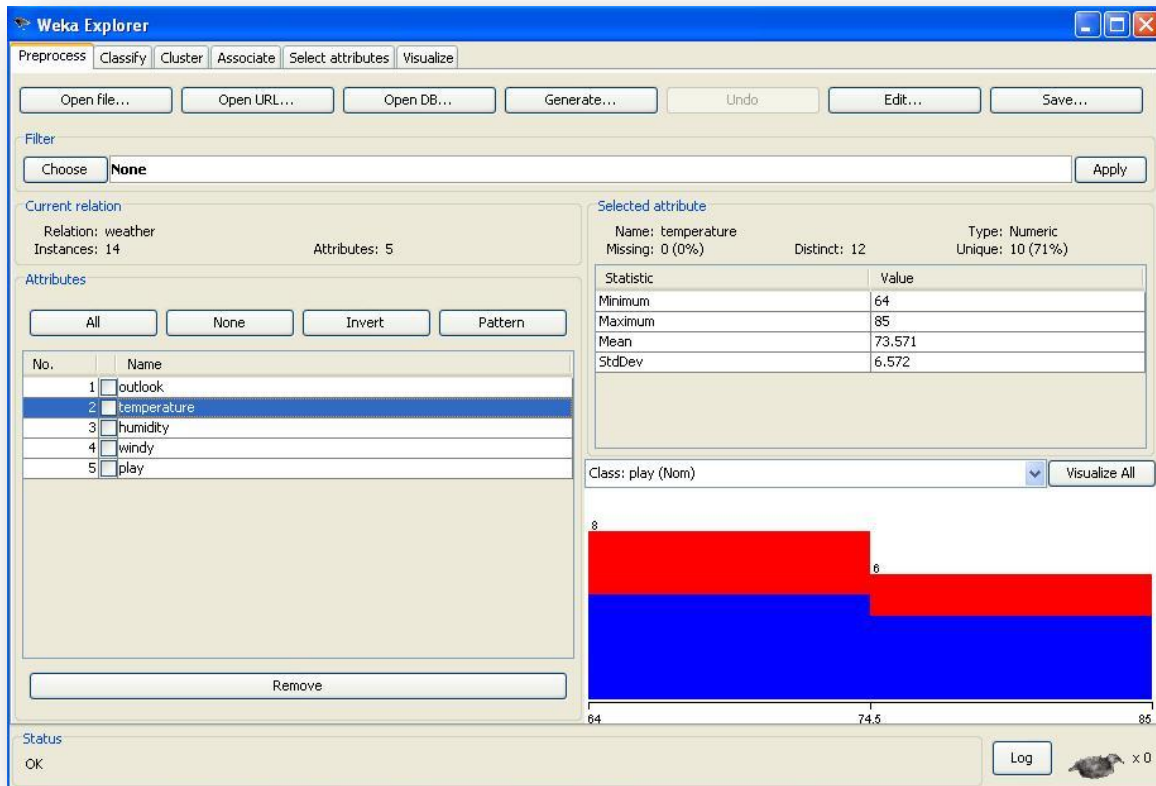 Weka Explorer
Preprocess Classify Cluster Associate Select attributes Visualize
Open file... Open URL... Open DB... Generate... Undo Edit... Save...
Filter
Choose None Apply
Current relation
Relation: weather
Instances: 14 Attributes: 5
Attributes
All None Invert Pattern
No. Name
1 outlook
2 temperature
3 humidity
4 windy
5 play
Remove
Selected attribute
Name: temperature Type: Numeric
Missing: 0 (0%) Distinct: 12 Unique: 10 (71%)
Statistic Value
Minimum 64
Maximum 85
Mean 73.571
StdDev 6.572
Class: play (Nom) Visualize All
8
6
64 74.5 85
Status
OK
Log x 0